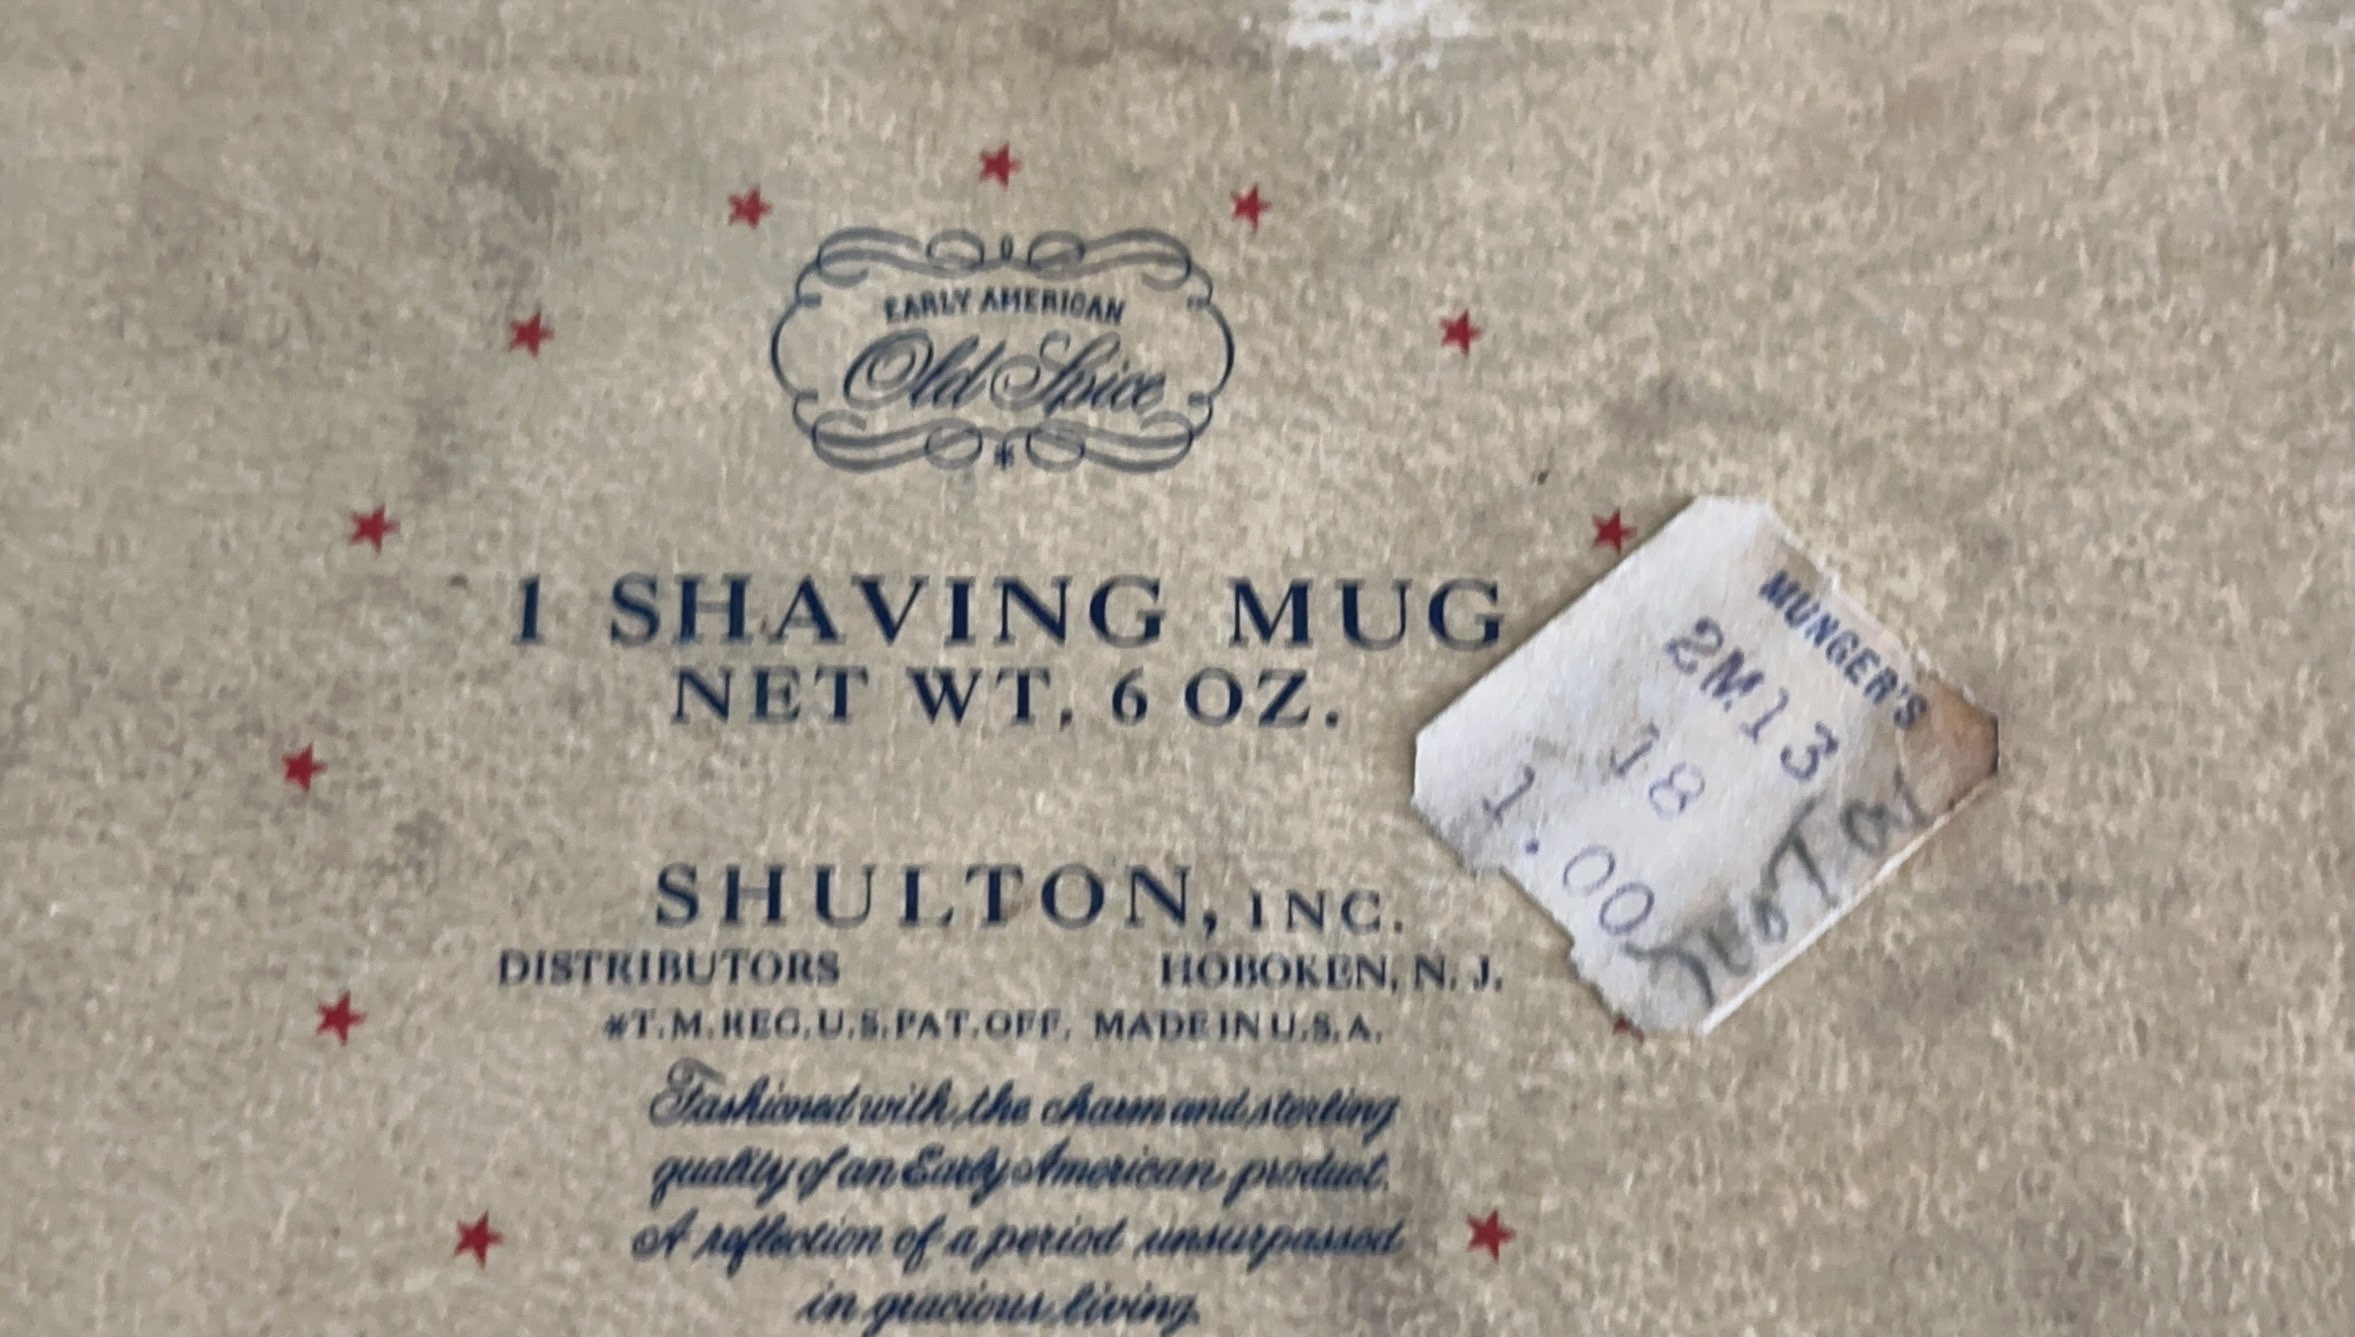 EARLY AMERICAN
Old Spice
*
1 SHAVING MUG
NET WT. 6 OZ.
SHULTON, INC.
DISTRIBUTORS HOBOKEN, N. J.
*T.M. REG. U.S. PAT. OFF. MADE IN U.S.A.
Fashioned with the charm and sterling
quality of an Early American product.
A reflection of a period unsurpassed
in gracious living.
MUNGER'S
2M13
18
1.00